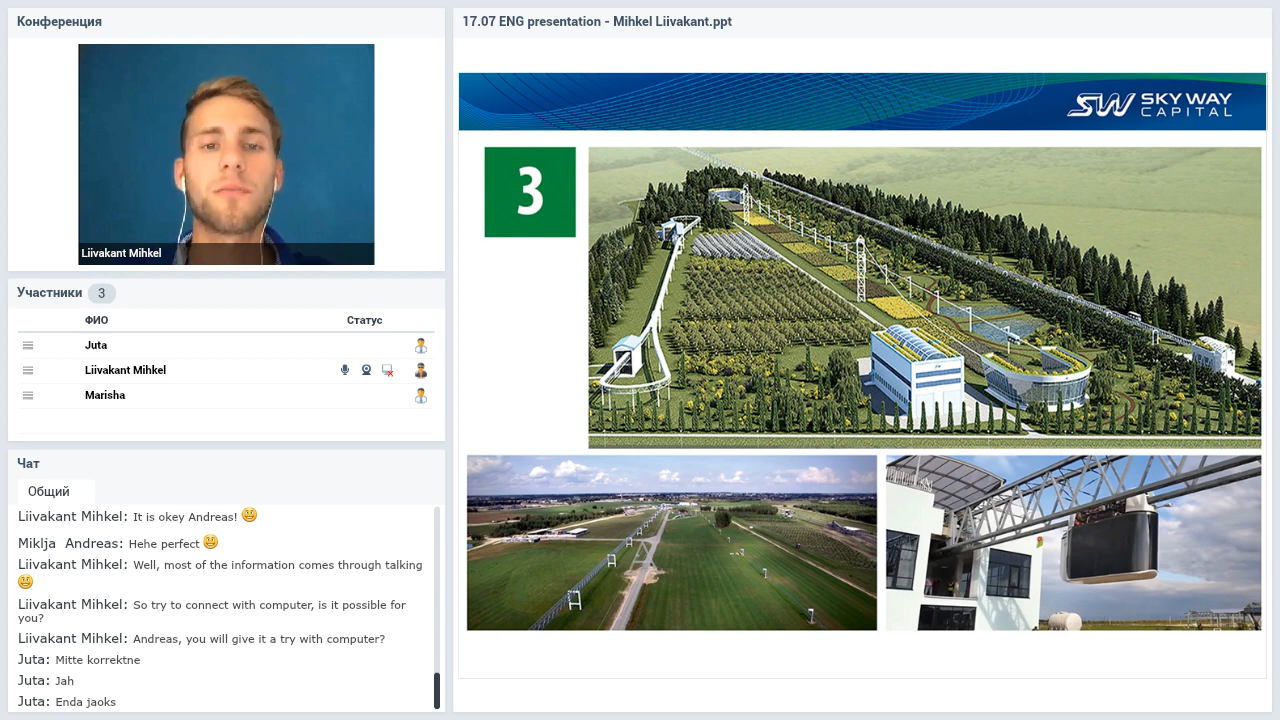 Конференция
Liivakant Mihkel
Участники 3
ФИО Статус
Juta
Liivakant Mihkel
Marisha
Чат
Общий
Liivakant Mihkel: It is okey Andreas!
Miklja Andreas: Hehe perfect
Liivakant Mihkel: Well, most of the information comes through talking
Liivakant Mihkel: So try to connect with computer, is it possible for
you?
Liivakant Mihkel: Andreas, you will give it a try with computer?
Juta: Mitte korrektne
Juta: Jah
Juta: Enda jaoks
17.07 ENG presentation - Mihkel Liivakant.ppt
SW SKY WAY
CAPITAL
3